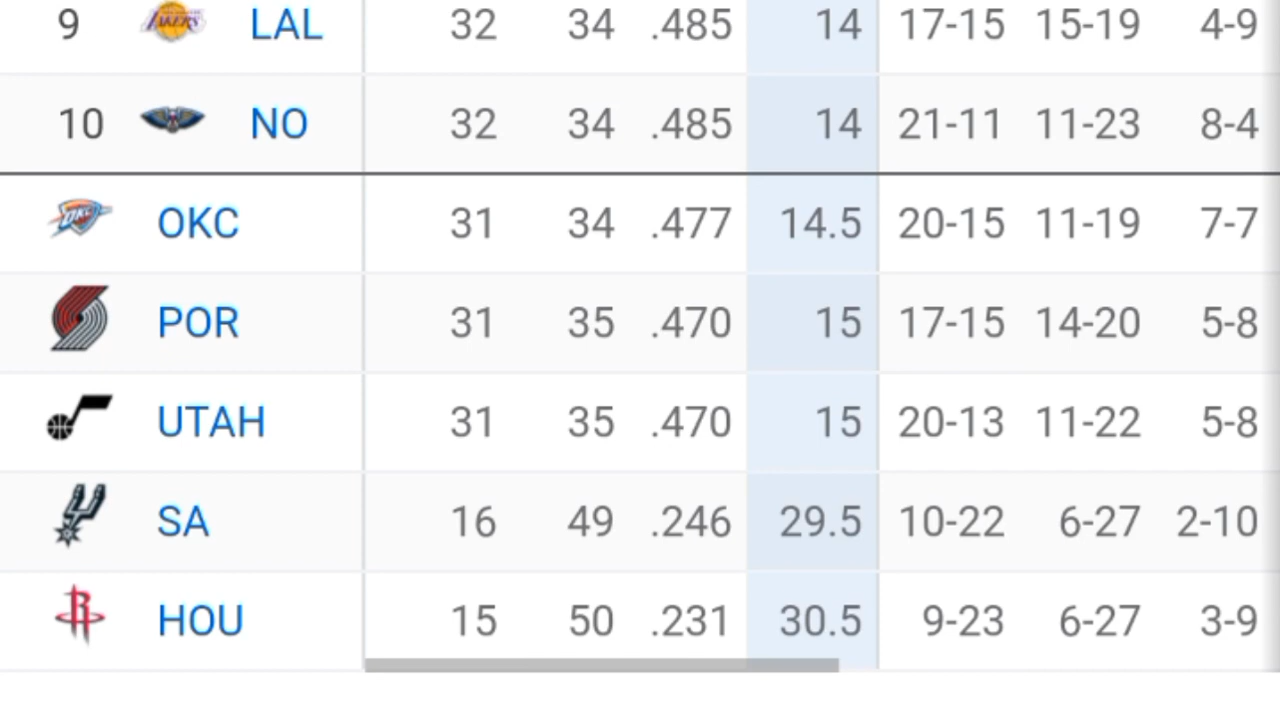 9 LAKERS LAL 32 34 .485 14 17-15 15-19 4-9
10 NO 32 34 .485 14 21-11 11-23 8-4
OKC OKC 31 34 .477 14.5 20-15 11-19 7-7
POR 31 35 .470 15 17-15 14-20 5-8
UTAH 31 35 .470 15 20-13 11-22 5-8
SA 16 49 .246 29.5 10-22 6-27 2-10
R HOU 15 50 .231 30.5 9-23 6-27 3-9